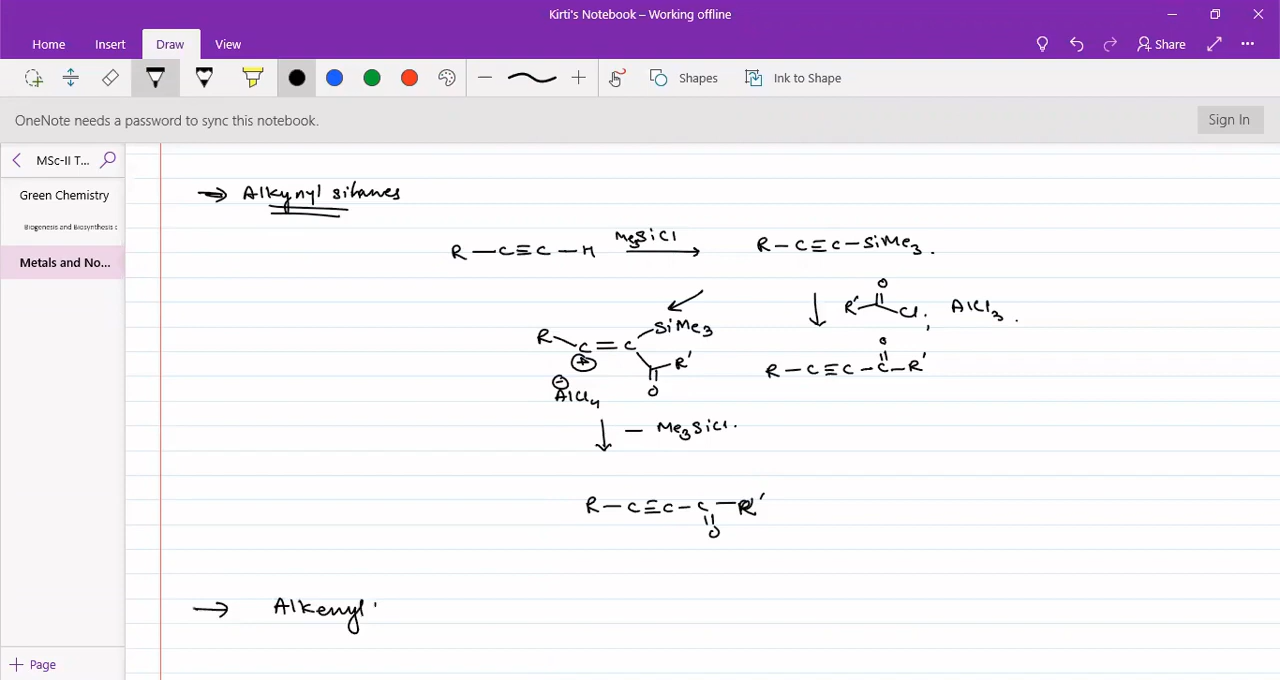 Kirti's Notebook – Working offline
Home Insert Draw View Share
Shapes Ink to Shape
OneNote needs a password to sync this notebook. Sign In
MSc-II T...
Green Chemistry
Biogenesis and Biosynthesis c
Metals and No...
→ Alkynyl silanes
R—C≡C—H Me3SiCl → R—C≡C—SiMe3.
↓ R' O Cl; AlCl3.
R C⊕=C SiMe3 R' O
⊖AlCl4
R—C≡C—C—R' O
↓ — Me3SiCl.
R—C≡C—C—R' O
→ Alkenyl
+ Page